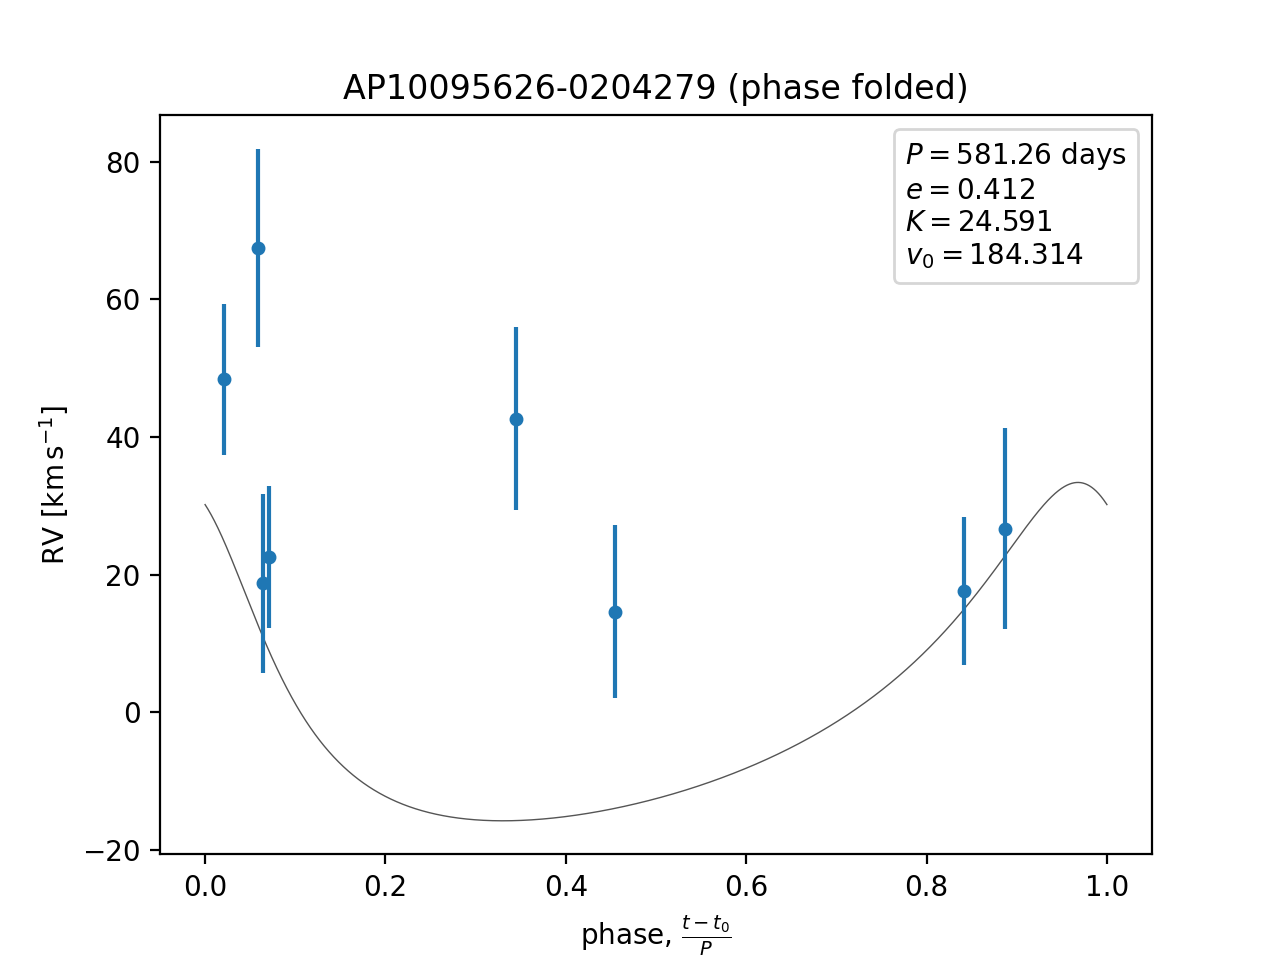 AP10095626-0204279 (phase folded)
P = 581.26 days
e = 0.412
K = 24.591
v₀ = 184.314
RV [km s⁻¹]
80
60
40
20
0
−20
0.0 0.2 0.4 0.6 0.8 1.0
phase, (t − t₀)/P